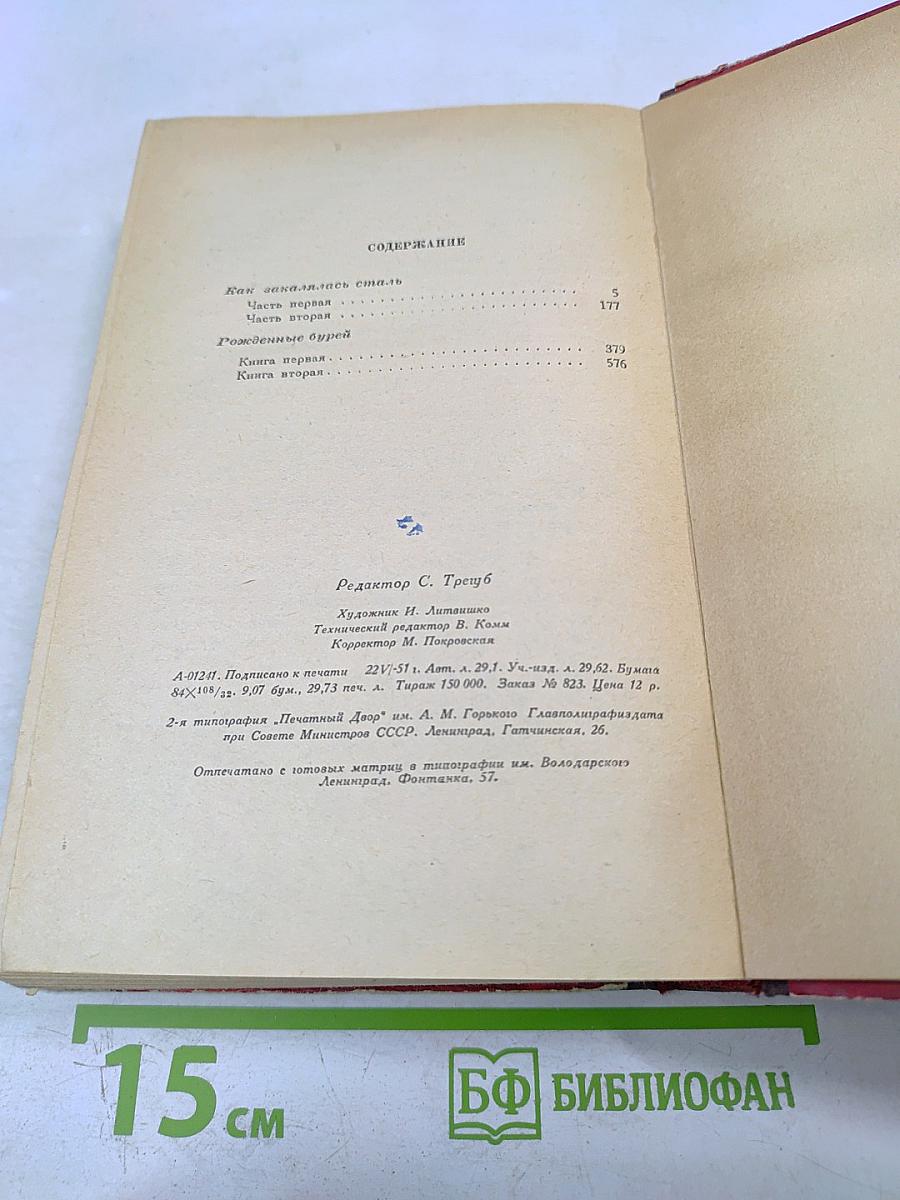 СОДЕРЖАНИЕ
Как закалялась сталь
Часть первая . . . . . . . . . . . . . . . . . . . . . . . . 5
Часть вторая . . . . . . . . . . . . . . . . . . . . . . . . 177
Рожденные бурей
Книга первая . . . . . . . . . . . . . . . . . . . . . . . . 379
Книга вторая . . . . . . . . . . . . . . . . . . . . . . . . 576
Редактор С. Трегуб
Художник И. Литвишко
Технический редактор В. Комм
Корректор М. Покровская
А-01241. Подписано к печати 22V/-51 г. Авт. л. 29,1. Уч.-изд. л. 29,62. Бумага
84×108/32. 9,07 бум., 29,73 печ. л. Тираж 150 000. Заказ № 823. Цена 12 р.
2-я типография „Печатный Двор" им. А. М. Горького Главполиграфиздата
при Совете Министров СССР. Ленинград, Гатчинская, 26.
Отпечатано с готовых матриц в типографии им. Володарского
Ленинград, Фонтанка, 57.
15 см
БФ БИБЛИОФАН